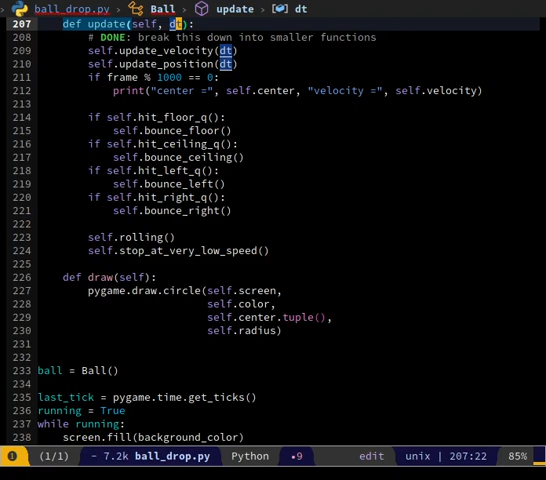 ball_drop.py › Ball › update › dt
207 def update(self, dt):
208 # DONE: break this down into smaller functions
209 self.update_velocity(dt)
210 self.update_position(dt)
211 if frame % 1000 == 0:
212 print("center =", self.center, "velocity =", self.velocity)
213
214 if self.hit_floor_q():
215 self.bounce_floor()
216 if self.hit_ceiling_q():
217 self.bounce_ceiling()
218 if self.hit_left_q():
219 self.bounce_left()
220 if self.hit_right_q():
221 self.bounce_right()
222
223 self.rolling()
224 self.stop_at_very_low_speed()
225
226 def draw(self):
227 pygame.draw.circle(self.screen,
228 self.color,
229 self.center.tuple(),
230 self.radius)
231
232
233 ball = Ball()
234
235 last_tick = pygame.time.get_ticks()
236 running = True
237 while running:
238 screen.fill(background_color)
(1/1) - 7.2k ball_drop.py Python •9 edit unix | 207:22 85%